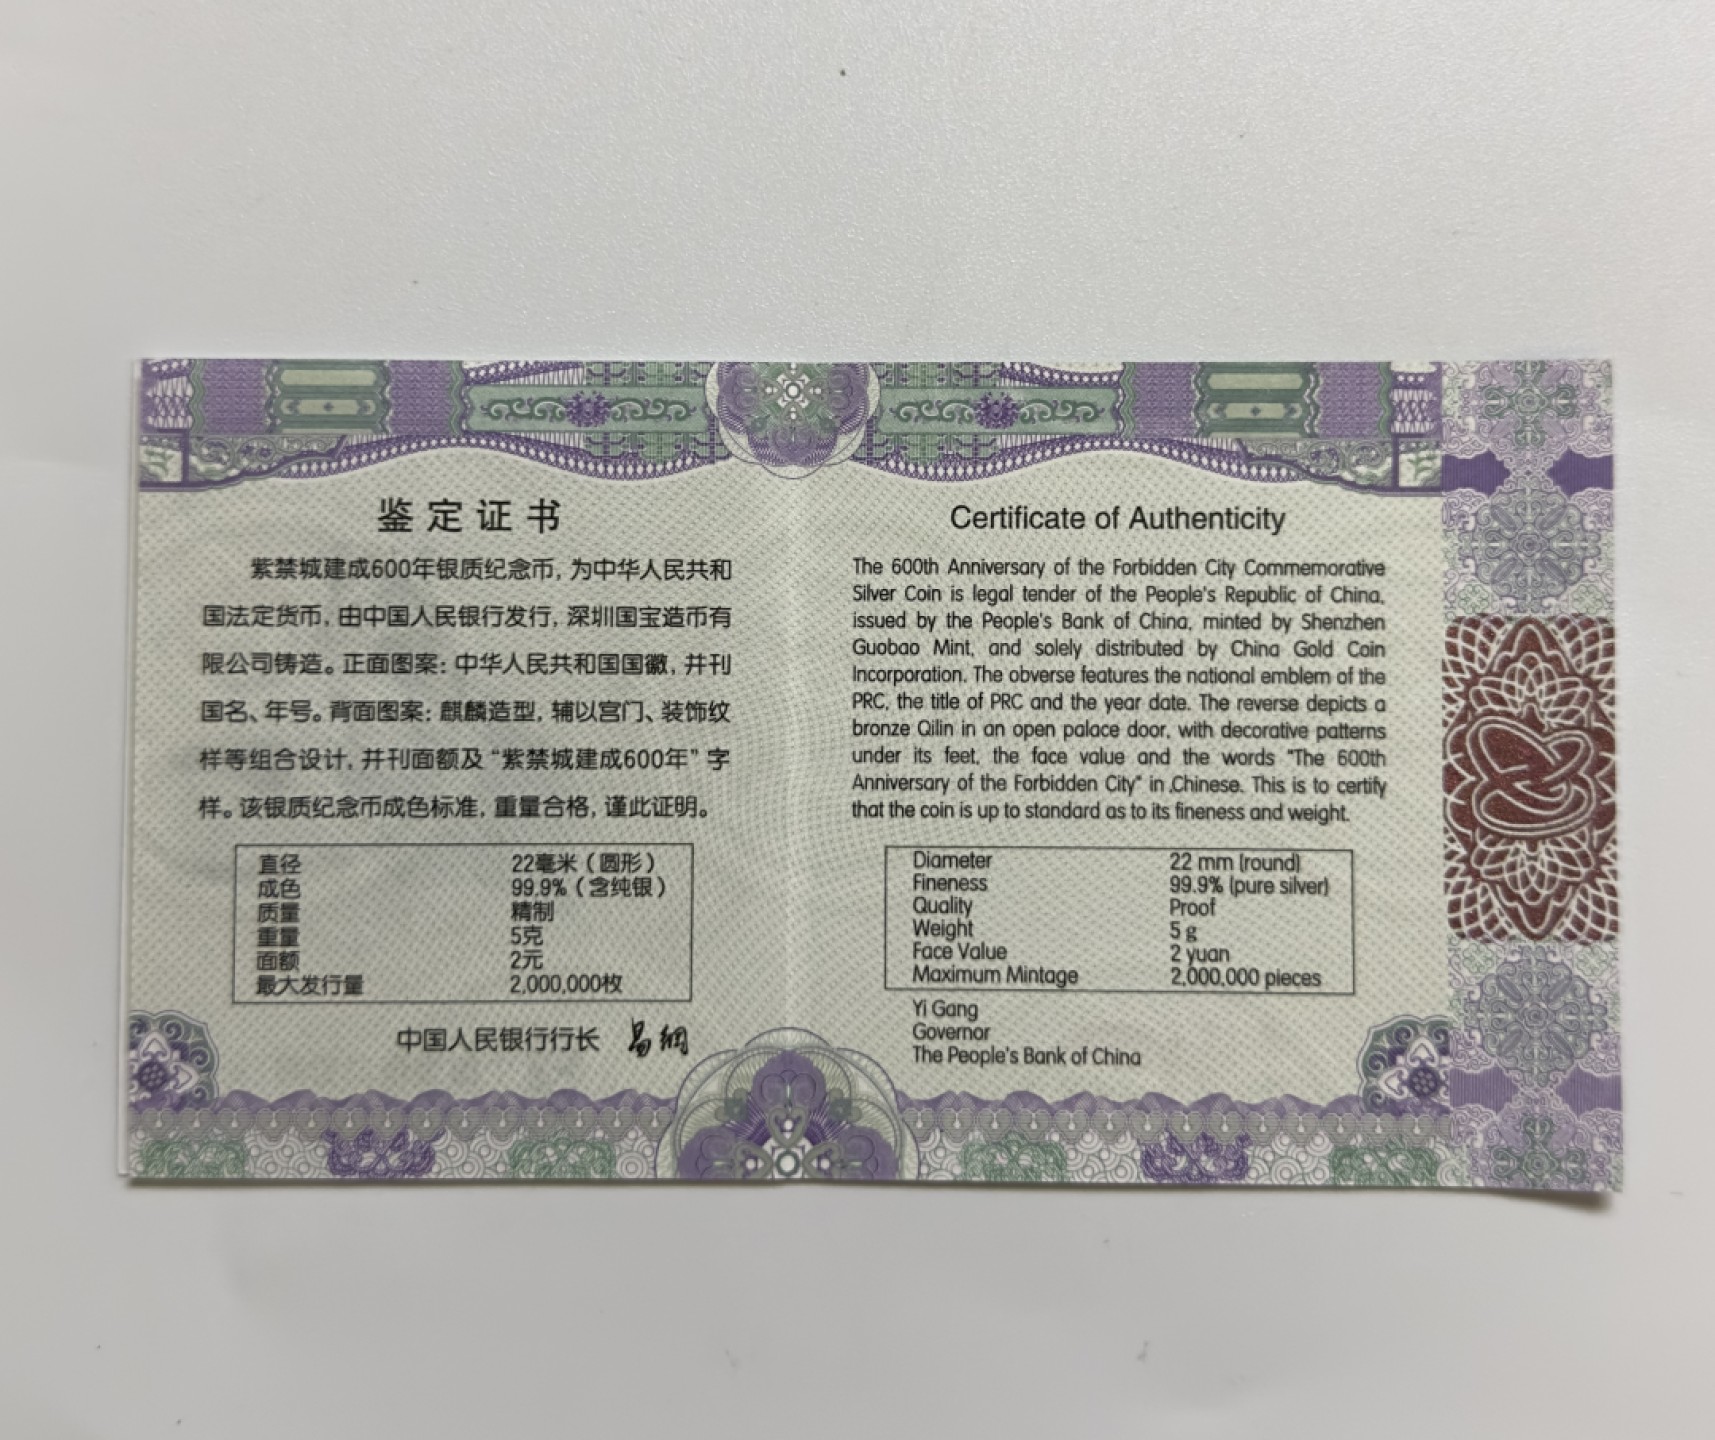 鉴定证书
紫禁城建成600年银质纪念币，为中华人民共和
国法定货币，由中国人民银行发行，深圳国宝造币有
限公司铸造。正面图案：中华人民共和国国徽，并刊
国名、年号。背面图案：麒麟造型，辅以宫门、装饰纹
样等组合设计，并刊面额及“紫禁城建成600年”字
样。该银质纪念币成色标准，重量合格，谨此证明。
直径 22毫米（圆形）
成色 99.9%（含纯银）
质量 精制
重量 5克
面额 2元
最大发行量 2,000,000枚
中国人民银行行长 易纲
Certificate of Authenticity
The 600th Anniversary of the Forbidden City Commemorative
Silver Coin is legal tender of the People's Republic of China,
issued by the People's Bank of China, minted by Shenzhen
Guobao Mint, and solely distributed by China Gold Coin
Incorporation. The obverse features the national emblem of the
PRC, the title of PRC and the year date. The reverse depicts a
bronze Qilin in an open palace door, with decorative patterns
under its feet, the face value and the words "The 600th
Anniversary of the Forbidden City" in Chinese. This is to certify
that the coin is up to standard as to its fineness and weight.
Diameter 22 mm (round)
Fineness 99.9% (pure silver)
Quality Proof
Weight 5 g
Face Value 2 yuan
Maximum Mintage 2,000,000 pieces
Yi Gang
Governor
The People's Bank of China